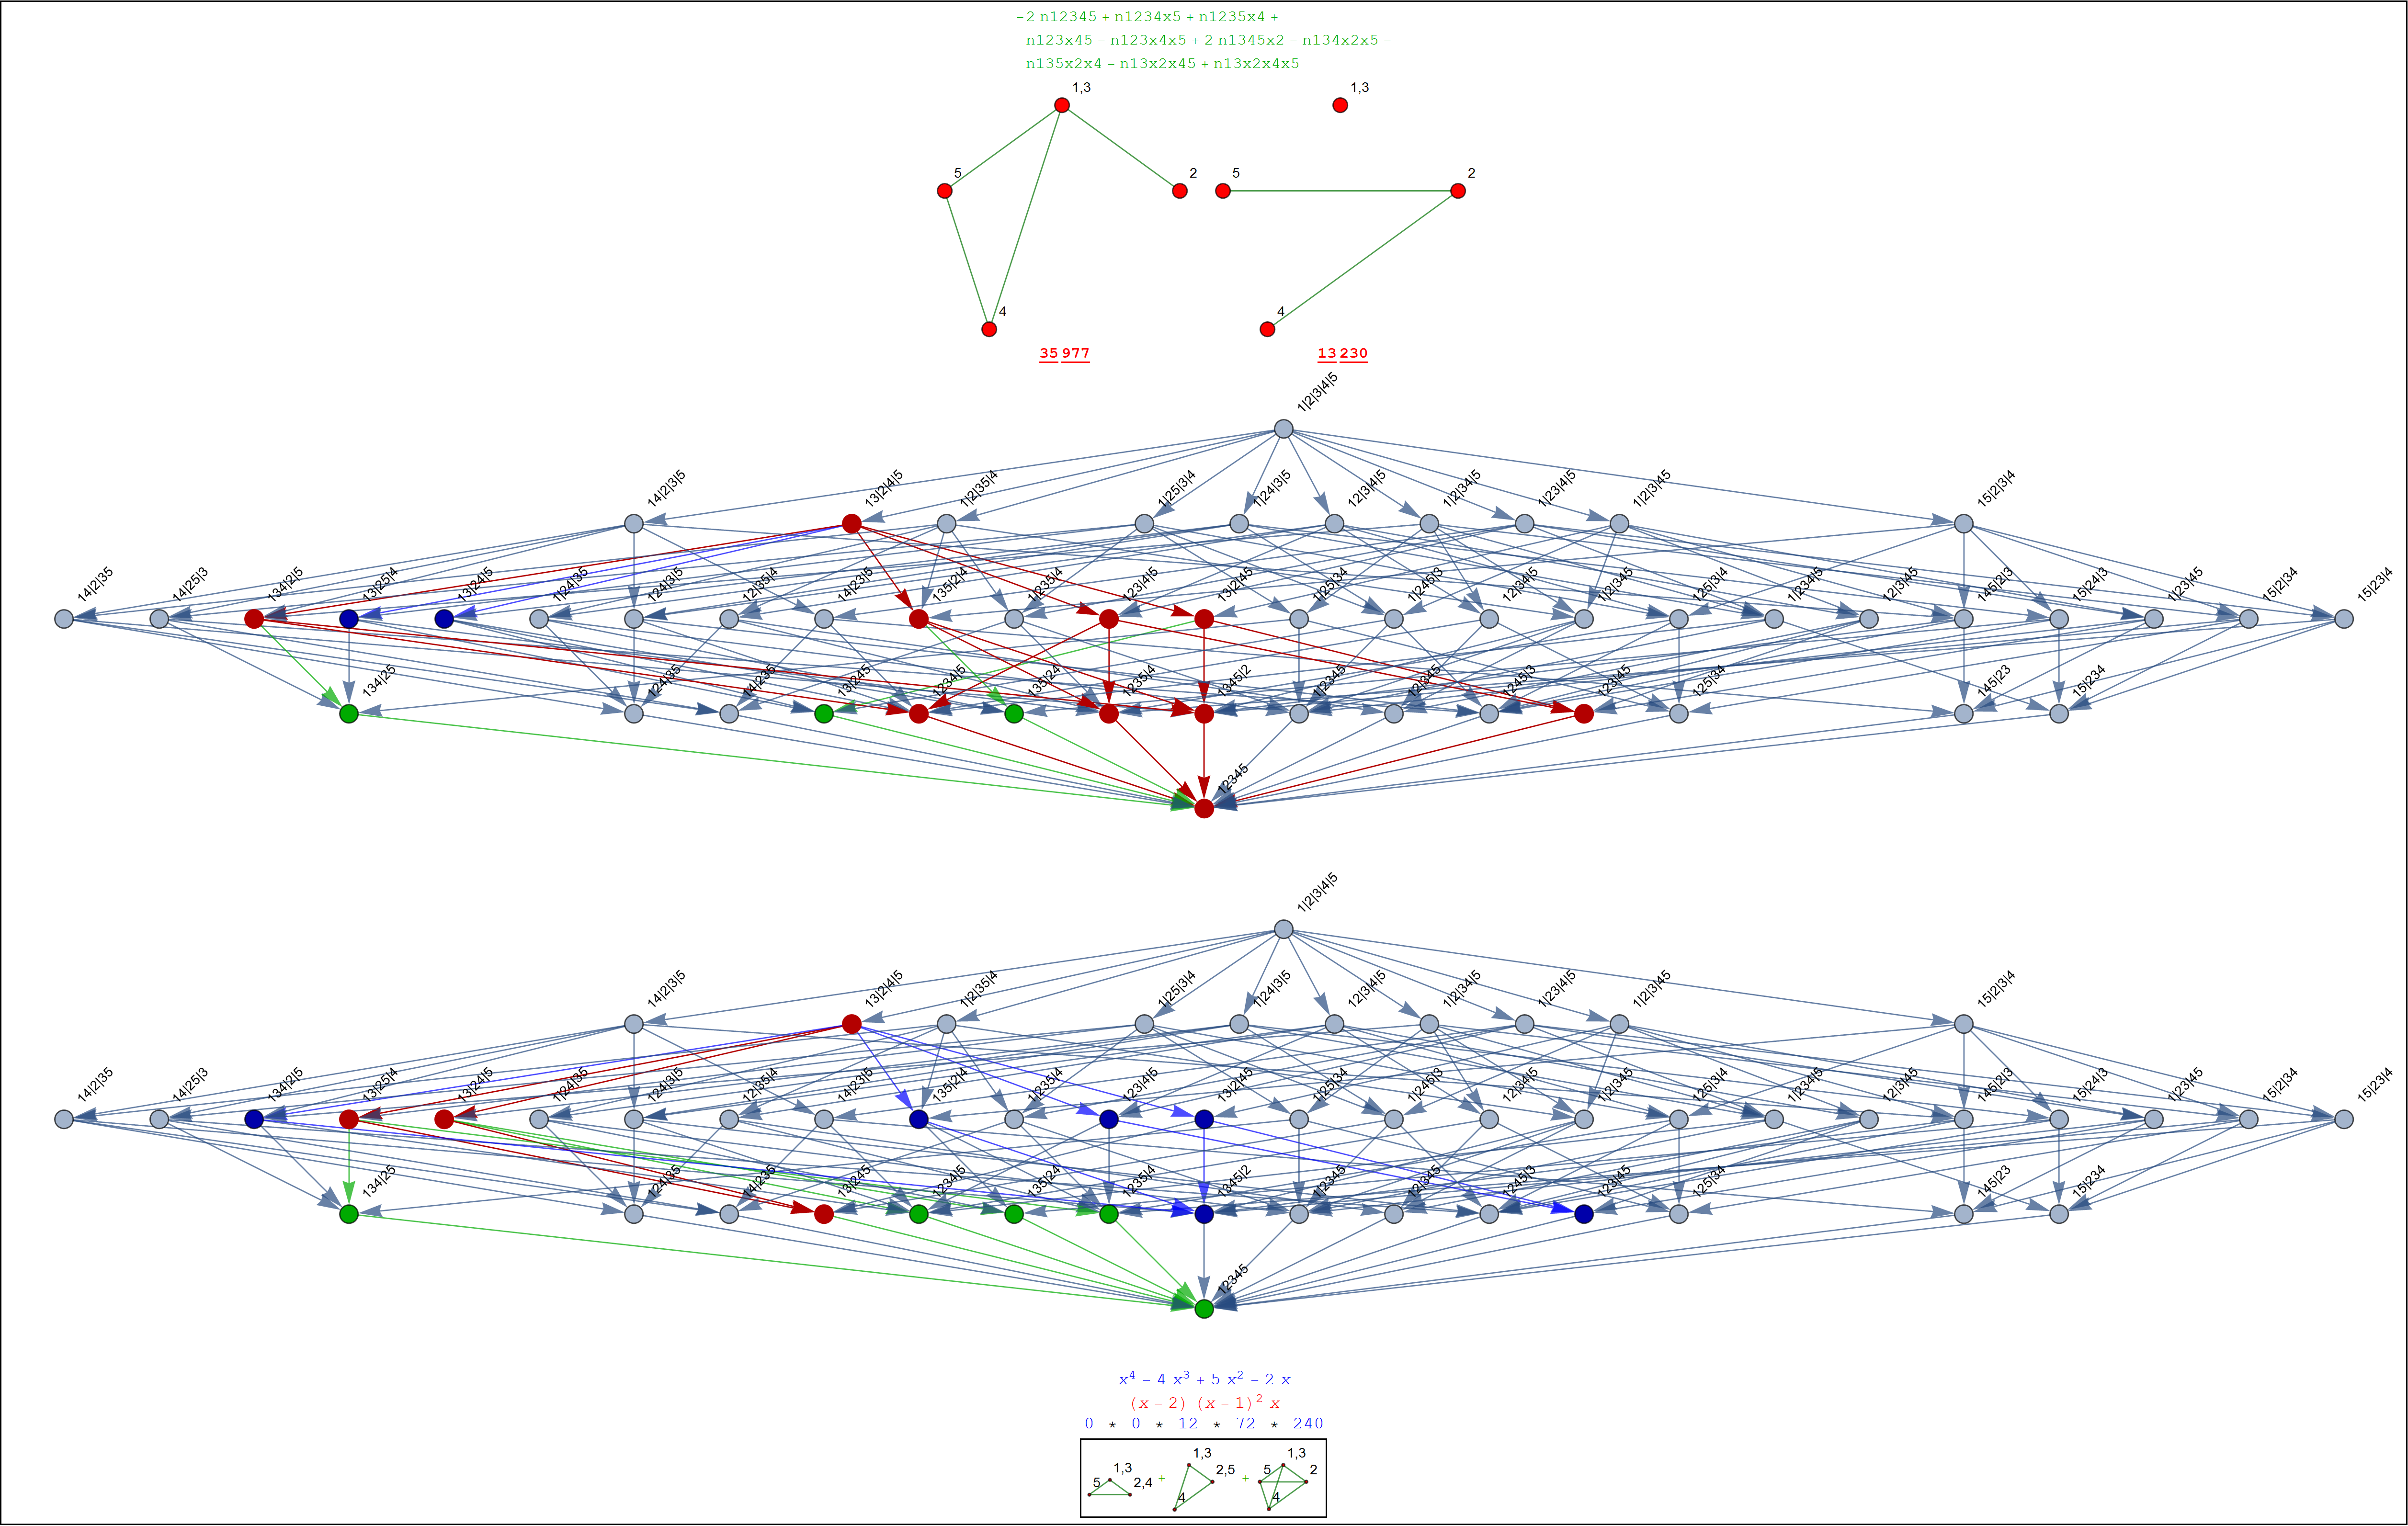 −2 n12345 + n1234x5 + n1235x4 +
n123x45 − n123x4x5 + 2 n1345x2 − n134x2x5 −
n135x2x4 − n13x2x45 + n13x2x4x5
1,3 1,3
5 2 5 2
4 4
35 977 13 230
1|2|3|4|5
14|2|3|5 13|2|4|5 1|2|35|4 1|25|3|4 1|24|3|5 12|3|4|5 1|2|34|5 1|23|4|5 1|2|3|45 15|2|3|4
14|2|35 14|25|3 134|2|5 13|25|4 13|24|5 1|24|35 124|3|5 12|35|4 14|23|5 135|2|4 1|235|4 123|4|5 13|2|45 1|25|34 1|245|3 12|34|5 1|2|345 125|3|4 1|234|5 12|3|45 145|2|3 15|24|3 1|23|45 15|2|34 15|23|4
134|25 124|35 14|235 13|245 1234|5 135|24 1235|4 1345|2 1|2345 12|345 1245|3 123|45 125|34 145|23 15|234
12345
1|2|3|4|5
14|2|3|5 13|2|4|5 1|2|35|4 1|25|3|4 1|24|3|5 12|3|4|5 1|2|34|5 1|23|4|5 1|2|3|45 15|2|3|4
14|2|35 14|25|3 134|2|5 13|25|4 13|24|5 1|24|35 124|3|5 12|35|4 14|23|5 135|2|4 1|235|4 123|4|5 13|2|45 1|25|34 1|245|3 12|34|5 1|2|345 125|3|4 1|234|5 12|3|45 145|2|3 15|24|3 1|23|45 15|2|34 15|23|4
134|25 124|35 14|235 13|245 1234|5 135|24 1235|4 1345|2 1|2345 12|345 1245|3 123|45 125|34 145|23 15|234
12345
x⁴ − 4 x³ + 5 x² − 2 x
(x − 2) (x − 1)² x
0 * 0 * 12 * 72 * 240
1,3 1,3 1,3
5 2,4 + 2,5 + 5 2
4 4